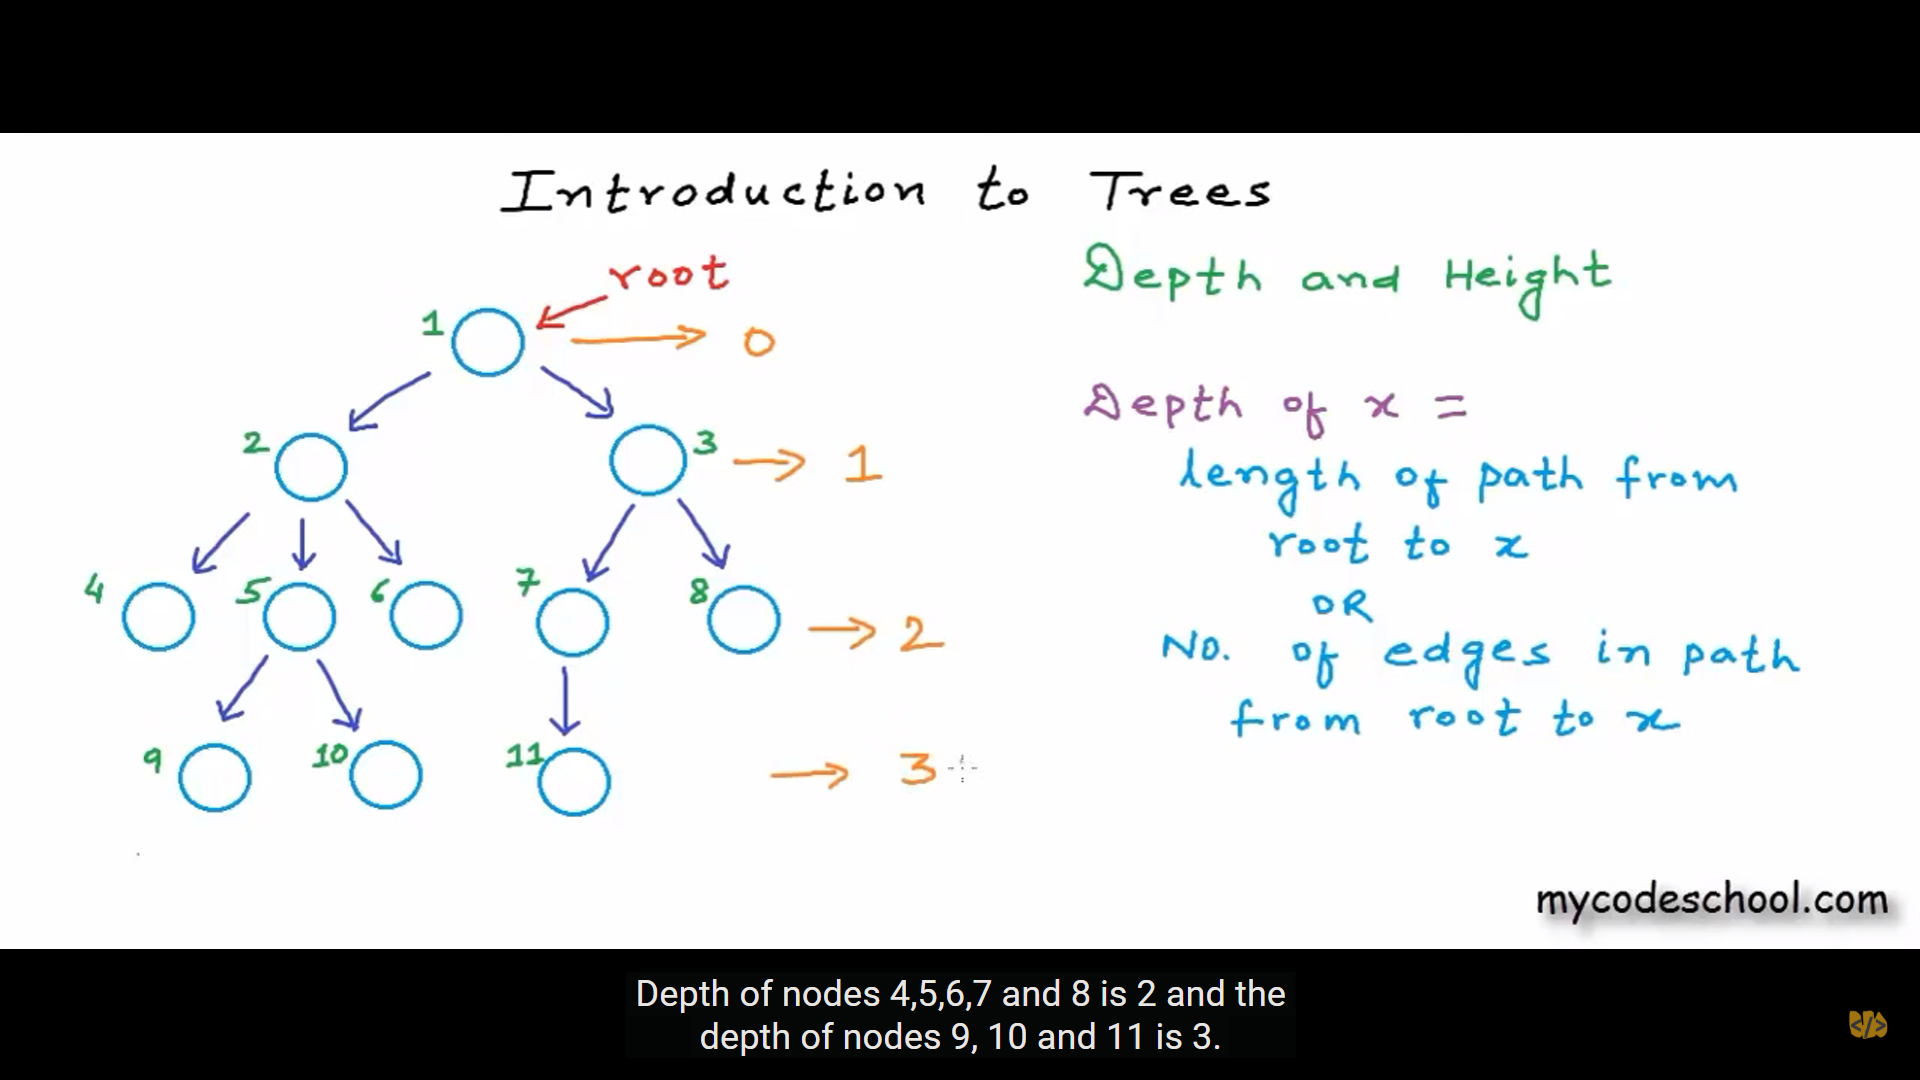 Introduction to Trees
root
Depth and Height
1
0
2
3
1
Depth of x =
length of path from
root to x
OR
No. of edges in path
from root to x
4
5
6
7
8
2
9
10
11
3
mycodeschool.com
Depth of nodes 4,5,6,7 and 8 is 2 and the
depth of nodes 9, 10 and 11 is 3.